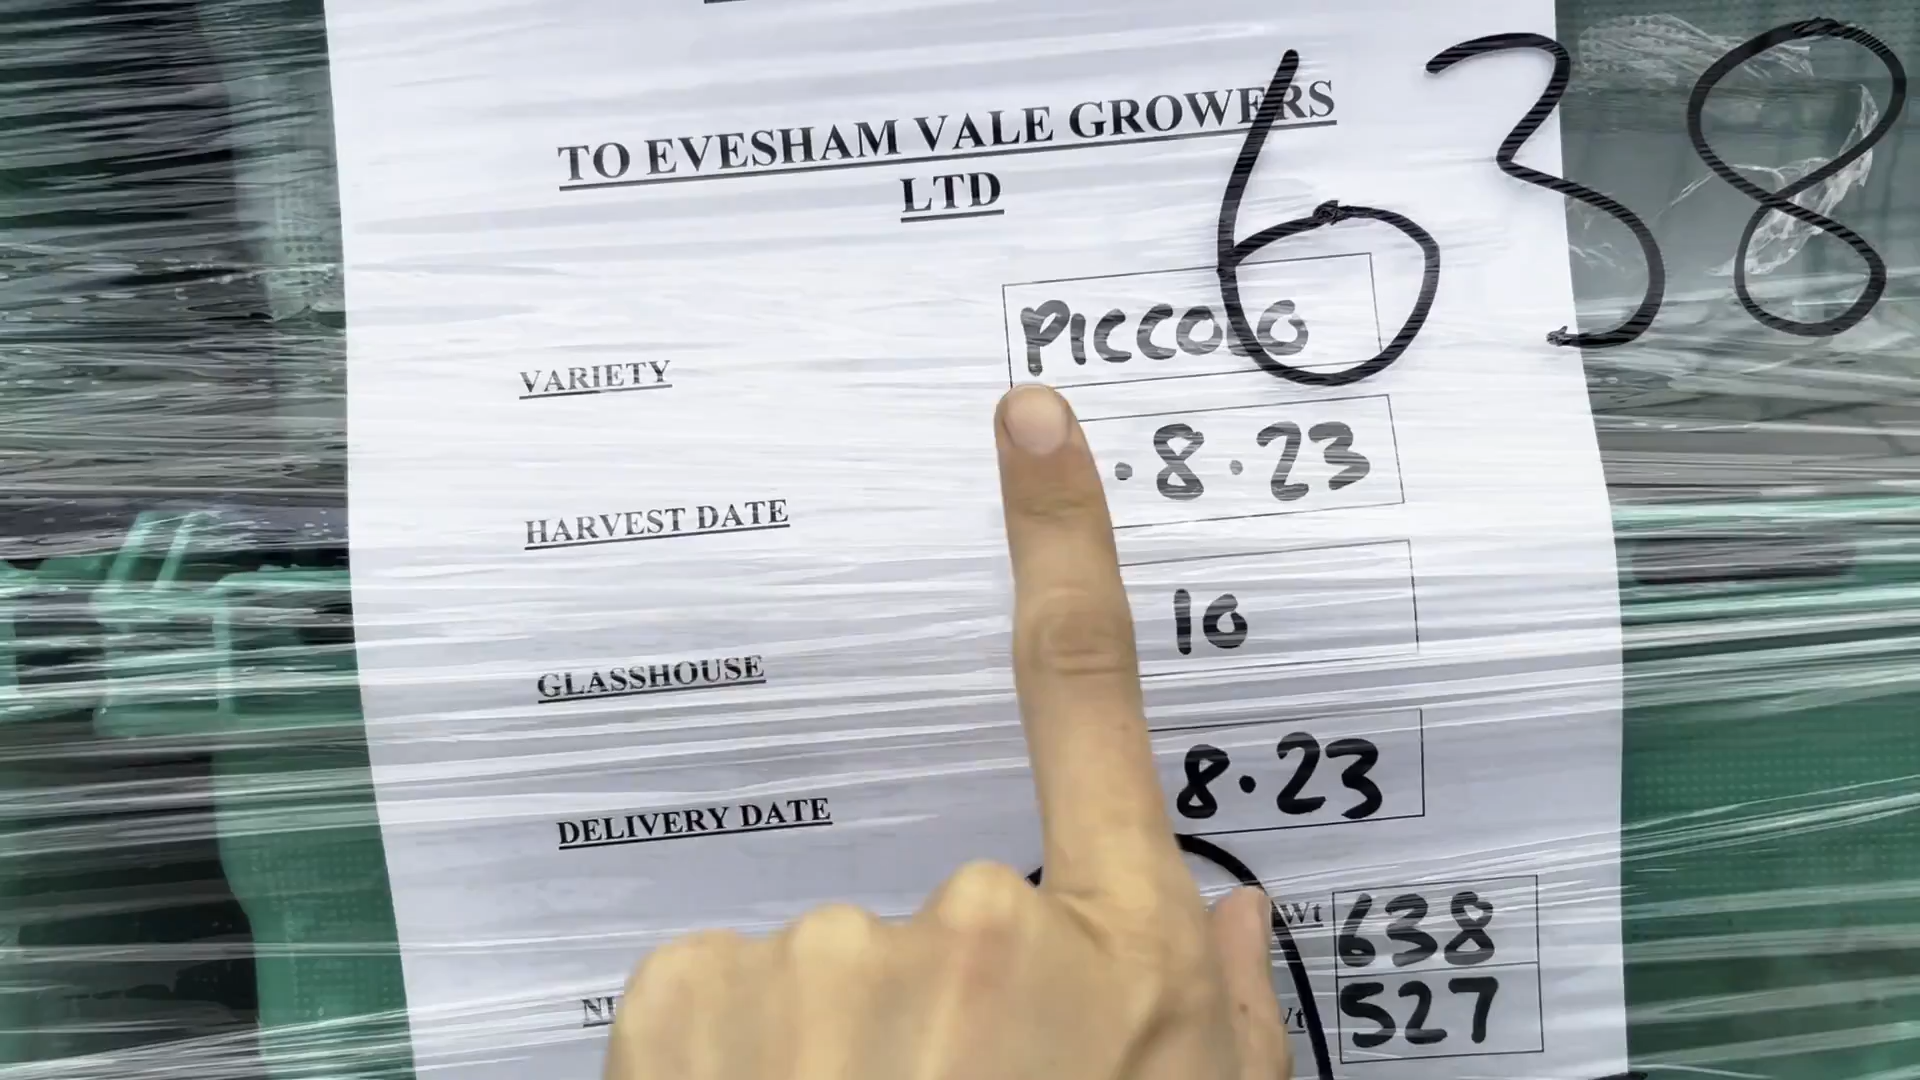 TO EVESHAM VALE GROWERS
LTD
638
VARIETY PICCOLO
HARVEST DATE .8.23
GLASSHOUSE 10
DELIVERY DATE 8.23
Wt 638
527